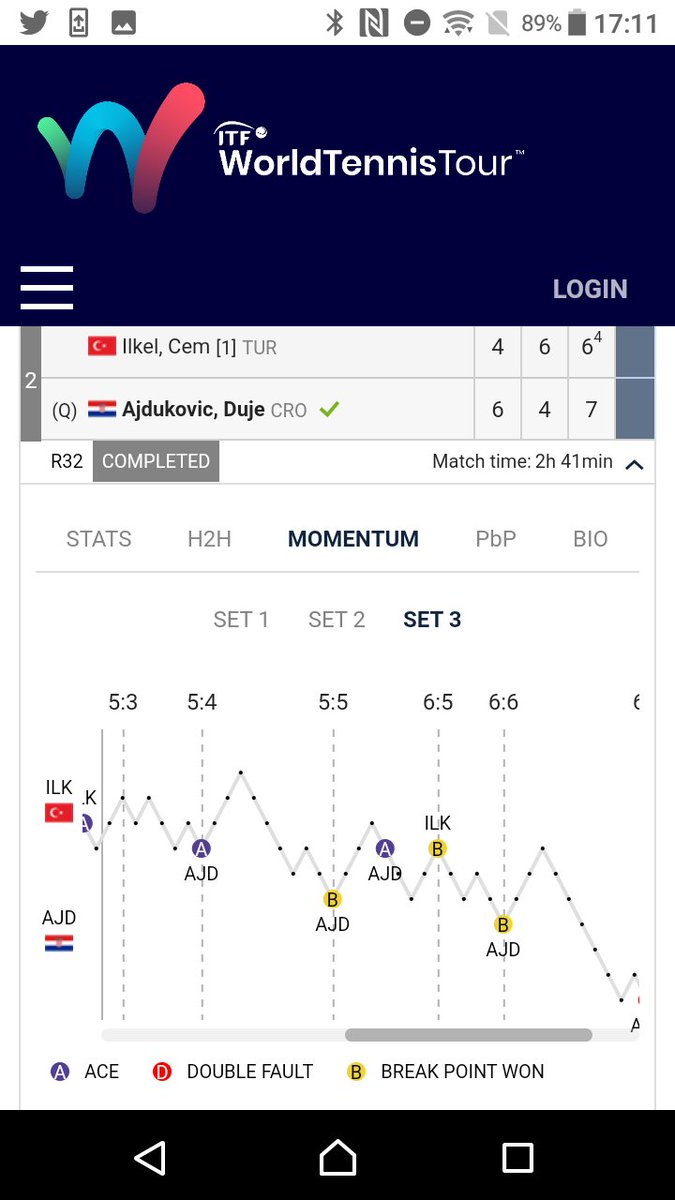 89% 17:11
ITF
WorldTennisTour™
LOGIN
2
Ilkel, Cem [1] TUR 4 6 6⁴
(Q) Ajdukovic, Duje CRO 6 4 7
R32 COMPLETED Match time: 2h 41min
STATS H2H MOMENTUM PbP BIO
SET 1 SET 2 SET 3
5:3 5:4 5:5 6:5 6:6
ILK
ILK
AJD AJD
AJD AJD
AJD
A ACE D DOUBLE FAULT B BREAK POINT WON